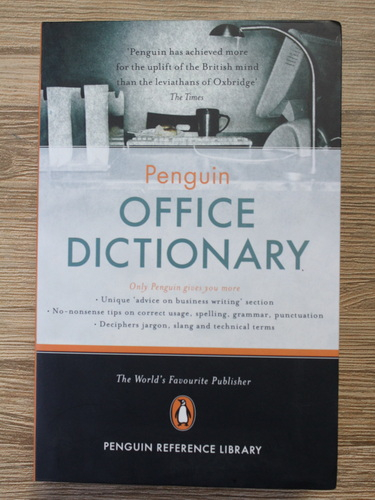 'Penguin has achieved more
for the uplift of the British mind
than the leviathans of Oxbridge'
The Times
Penguin
OFFICE
DICTIONARY
Only Penguin gives you more
• Unique 'advice on business writing' section
• No-nonsense tips on correct usage, spelling, grammar, punctuation
• Deciphers jargon, slang and technical terms
The World's Favourite Publisher
PENGUIN REFERENCE LIBRARY